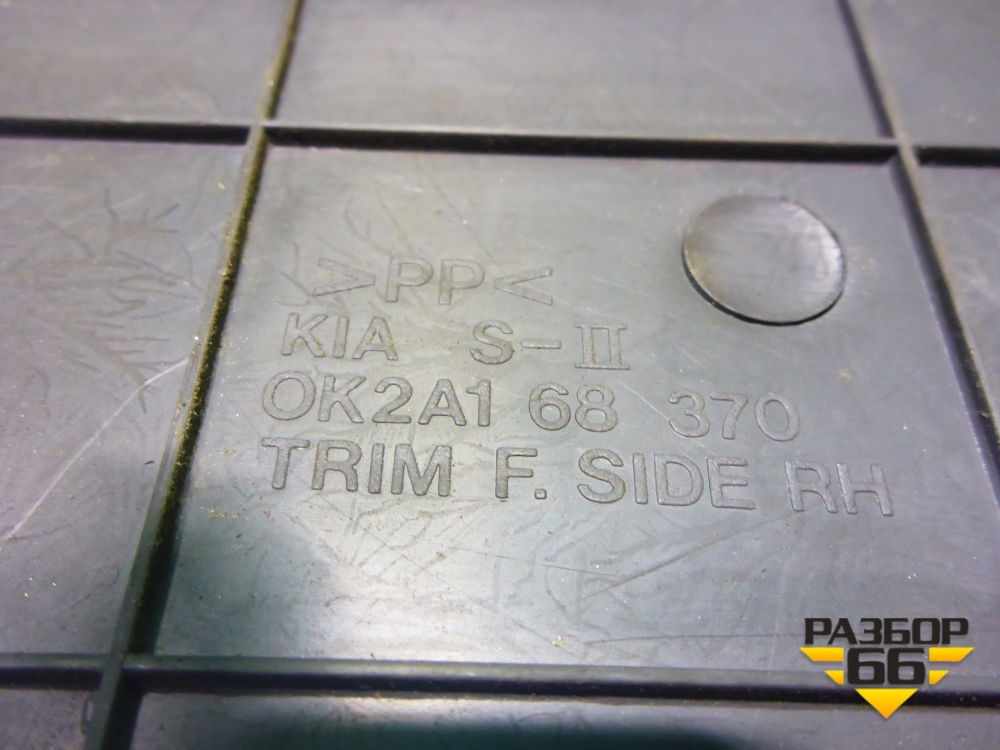 >PP<
KIA S-II
OK2A1 68 370
TRIM F. SIDE RH
РАЗБОР
66